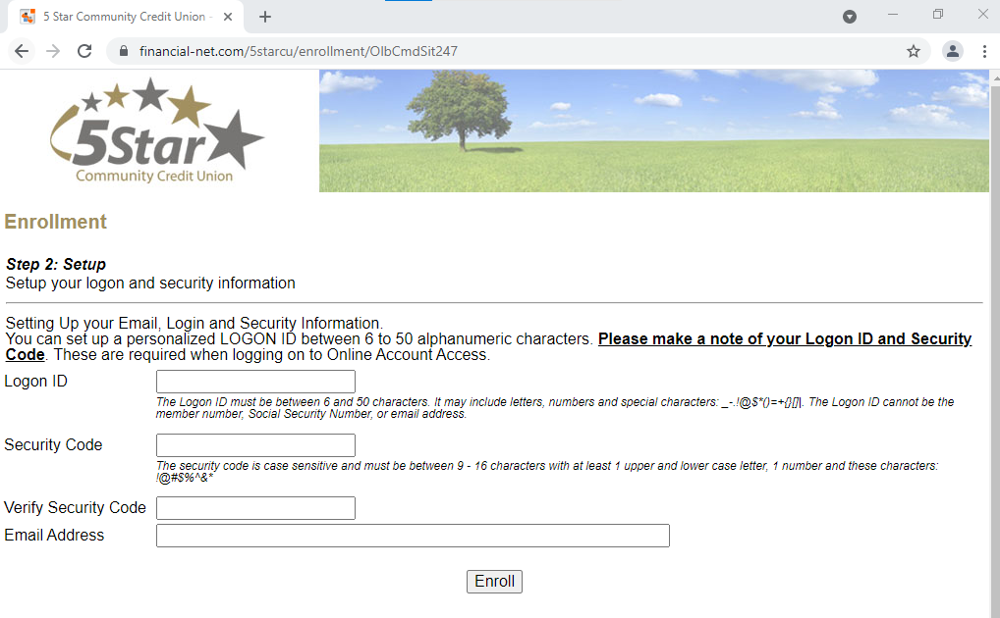 5 Star Community Credit Union -
financial-net.com/5starcu/enrollment/OlbCmdSit247
5Star
Community Credit Union
Enrollment
Step 2: Setup
Setup your logon and security information
Setting Up your Email, Login and Security Information.
You can set up a personalized LOGON ID between 6 to 50 alphanumeric characters. Please make a note of your Logon ID and Security
Code. These are required when logging on to Online Account Access.
Logon ID
The Logon ID must be between 6 and 50 characters. It may include letters, numbers and special characters: _-.!@$*()=+{}[]|. The Logon ID cannot be the
member number, Social Security Number, or email address.
Security Code
The security code is case sensitive and must be between 9 - 16 characters with at least 1 upper and lower case letter, 1 number and these characters:
!@#$%^&*
Verify Security Code
Email Address
Enroll